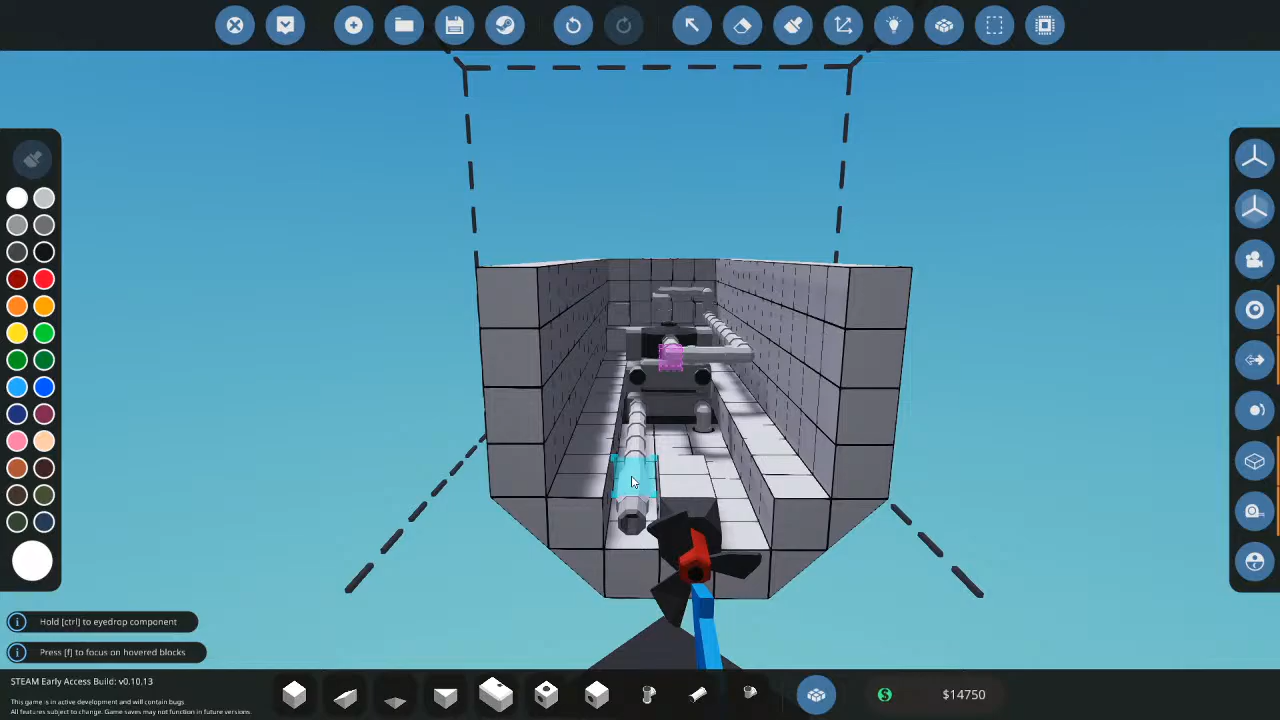 Hold [ctrl] to eyedrop component
Press [f] to focus on hovered blocks
STEAM Early Access Build: v0.10.13
This game is in active development and will contain bugs
All features subject to change. Game saves may not function in future versions.
$14750